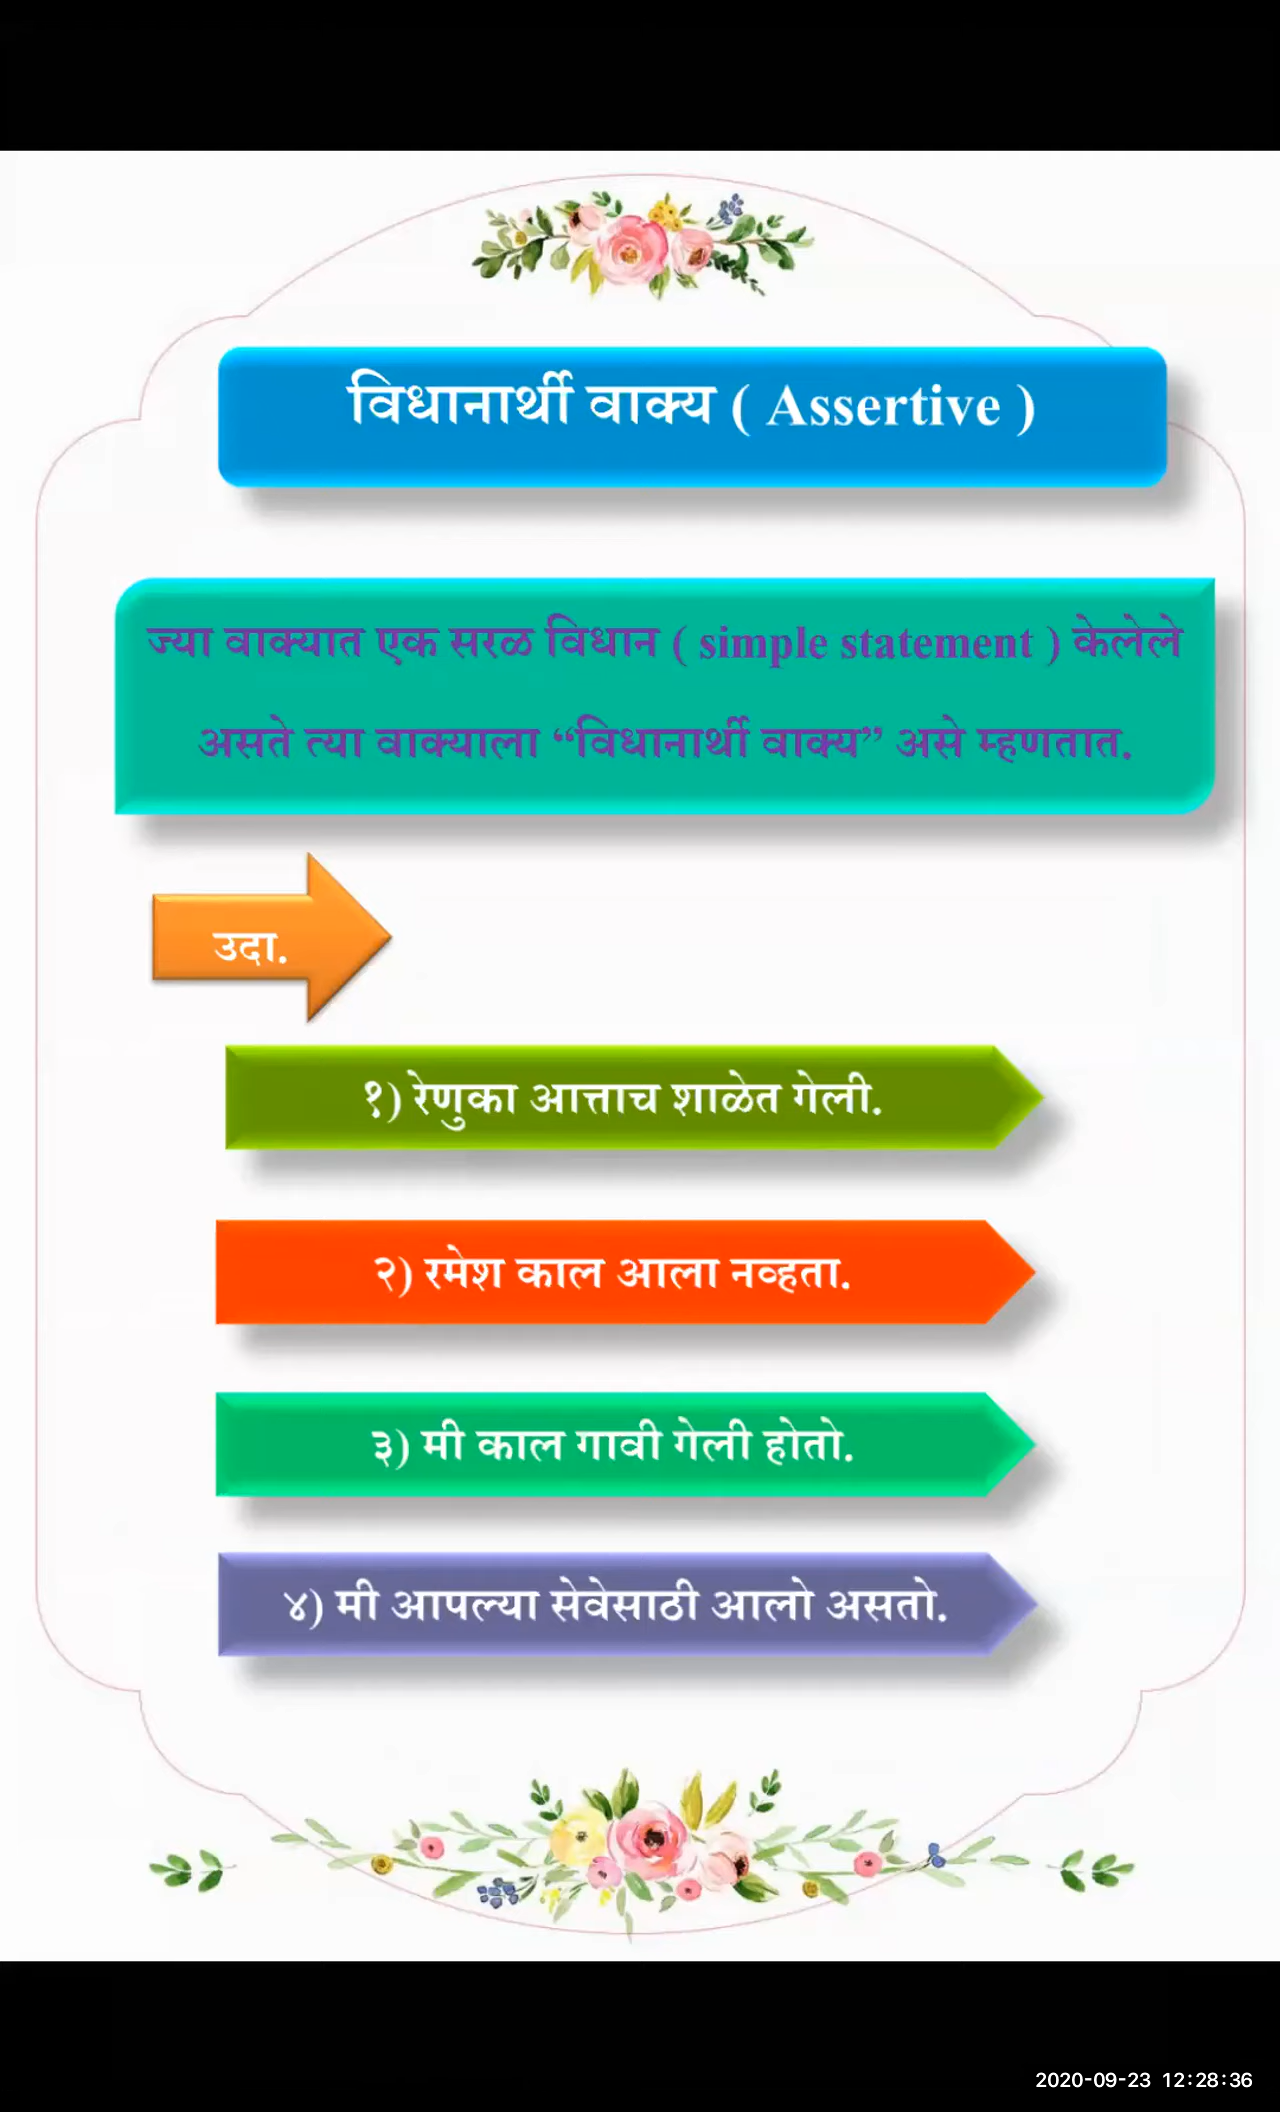 विधानार्थी वाक्य ( Assertive )
ज्या वाक्यात एक सरळ विधान ( simple statement ) केलेले
असते त्या वाक्याला “विधानार्थी वाक्य” असे म्हणतात.
उदा.
१) रेणुका आत्ताच शाळेत गेली.
२) रमेश काल आला नव्हता.
३) मी काल गावी गेली होतो.
४) मी आपल्या सेवेसाठी आलो असतो.
2020-09-23 12:28:36